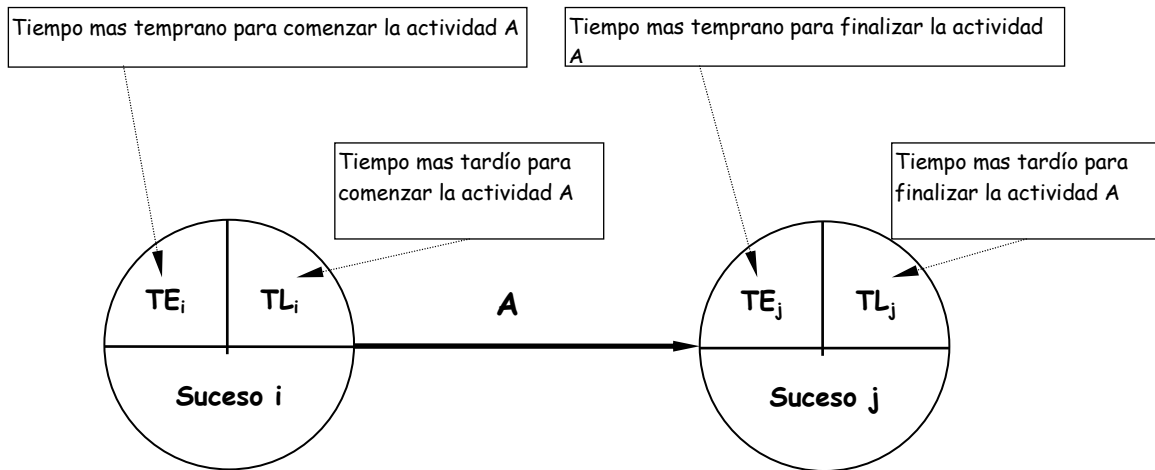 Tiempo mas temprano para comenzar la actividad A
Tiempo mas temprano para finalizar la actividad
A
Tiempo mas tardío para
comenzar la actividad A
Tiempo mas tardío para
finalizar la actividad A
TEi
TLi
A
TEj
TLj
Suceso i
Suceso j